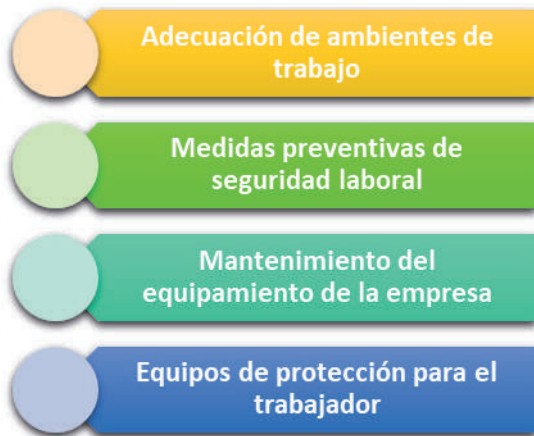 Adecuación de ambientes de
trabajo
Medidas preventivas de
seguridad laboral
Mantenimiento del
equipamiento de la empresa
Equipos de protección para el
trabajador